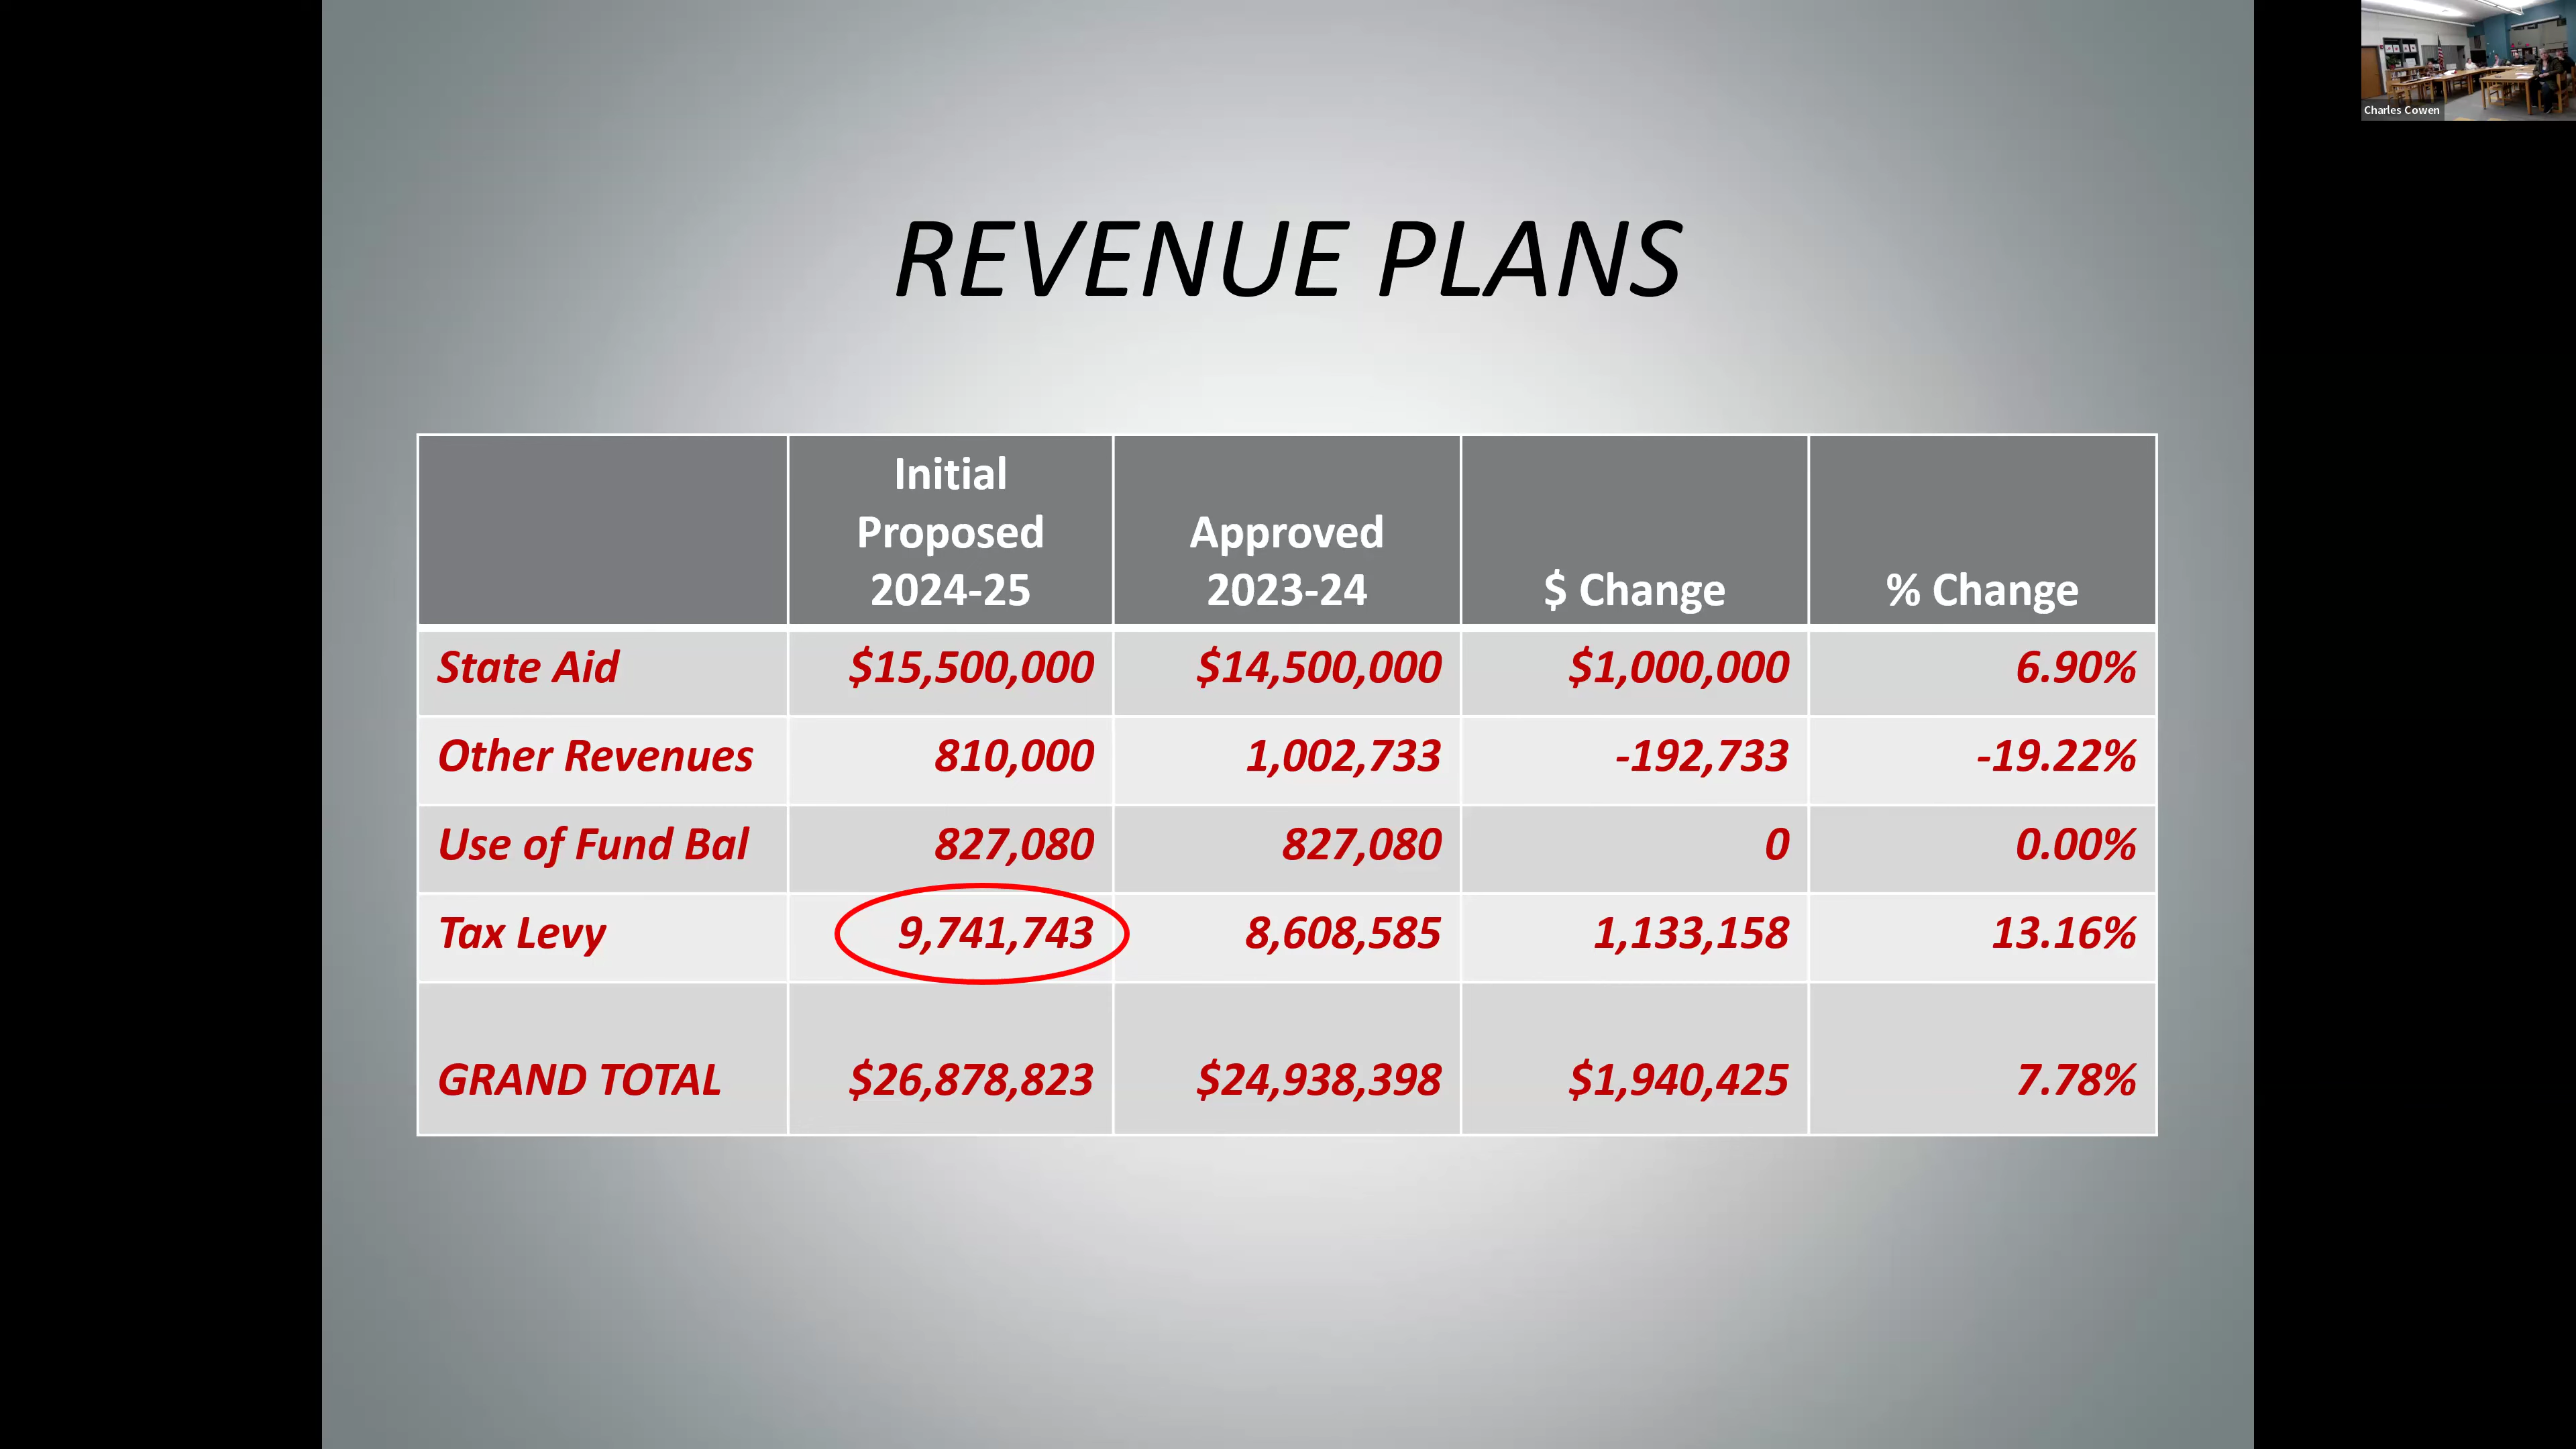 Charles Cowen
REVENUE PLANS
Initial Proposed 2024-25 Approved 2023-24 $ Change % Change
State Aid $15,500,000 $14,500,000 $1,000,000 6.90%
Other Revenues 810,000 1,002,733 -192,733 -19.22%
Use of Fund Bal 827,080 827,080 0 0.00%
Tax Levy 9,741,743 8,608,585 1,133,158 13.16%
GRAND TOTAL $26,878,823 $24,938,398 $1,940,425 7.78%